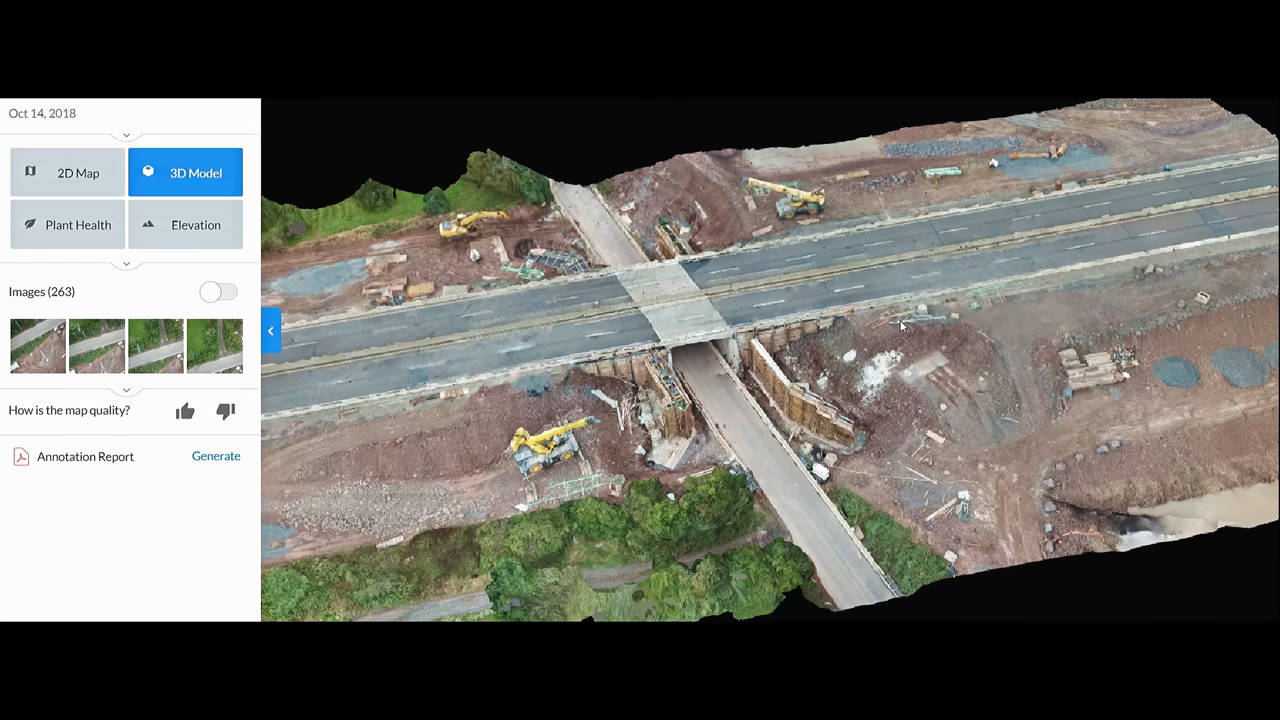 Oct 14, 2018
2D Map
3D Model
Plant Health
Elevation
Images (263)
How is the map quality?
Annotation Report
Generate